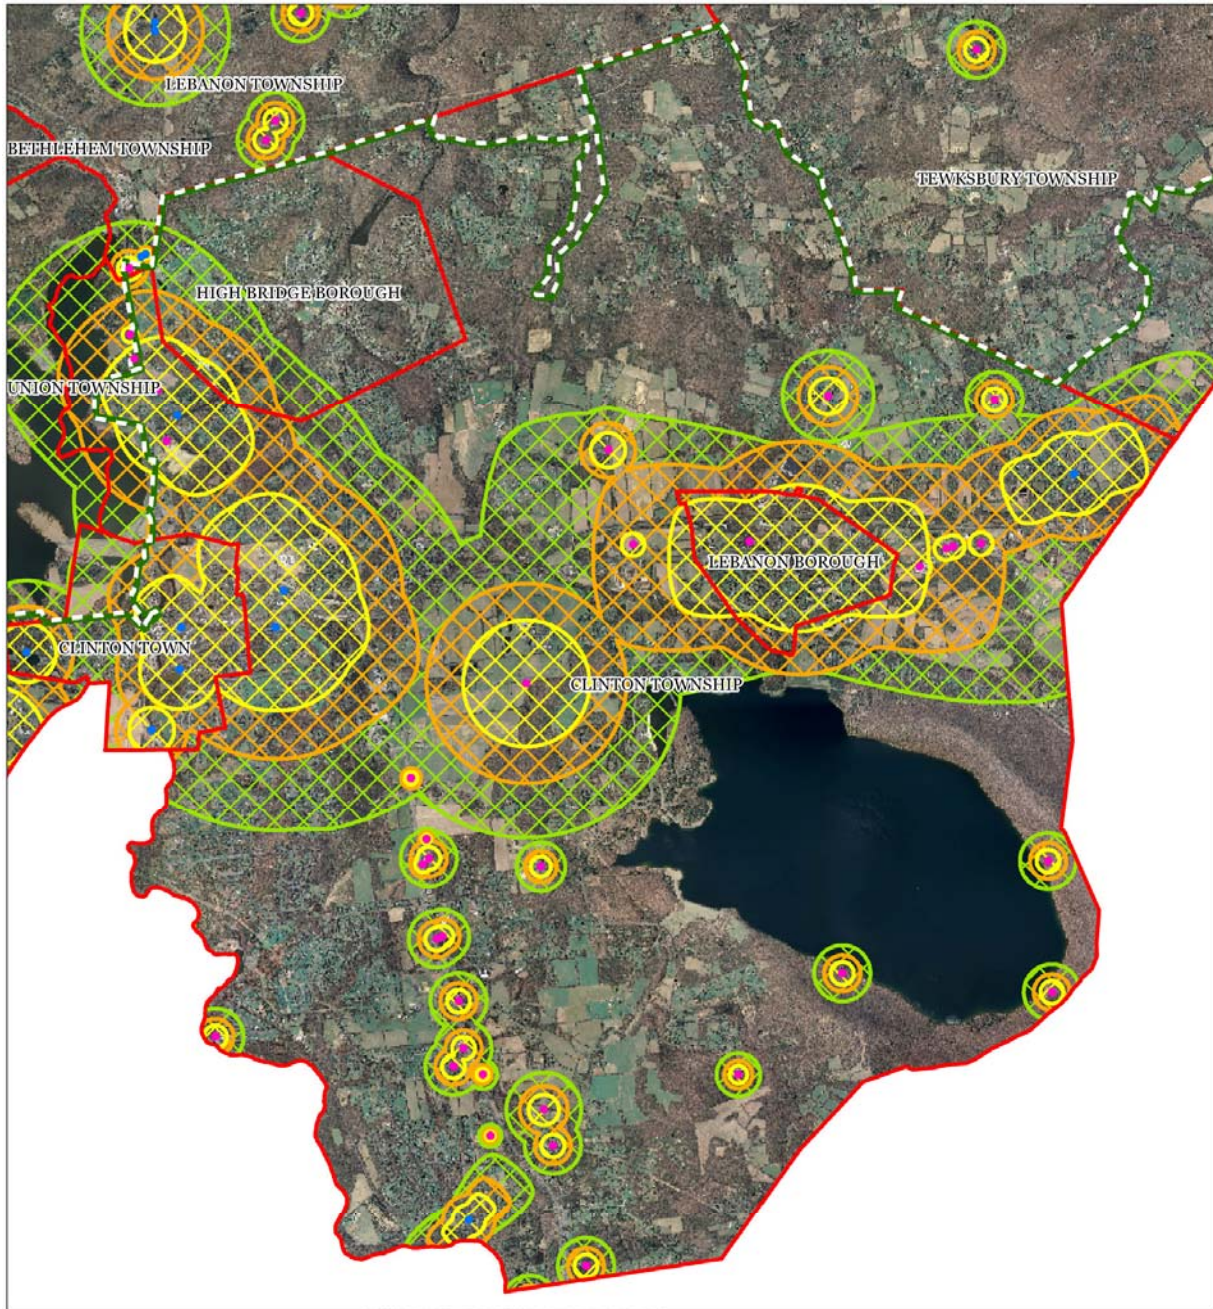 LEBANON TOWNSHIP
BETHLEHEM TOWNSHIP
TEWKSBURY TOWNSHIP
HIGH BRIDGE BOROUGH
UNION TOWNSHIP
LEBANON BOROUGH
CLINTON TOWN
CLINTON TOWNSHIP